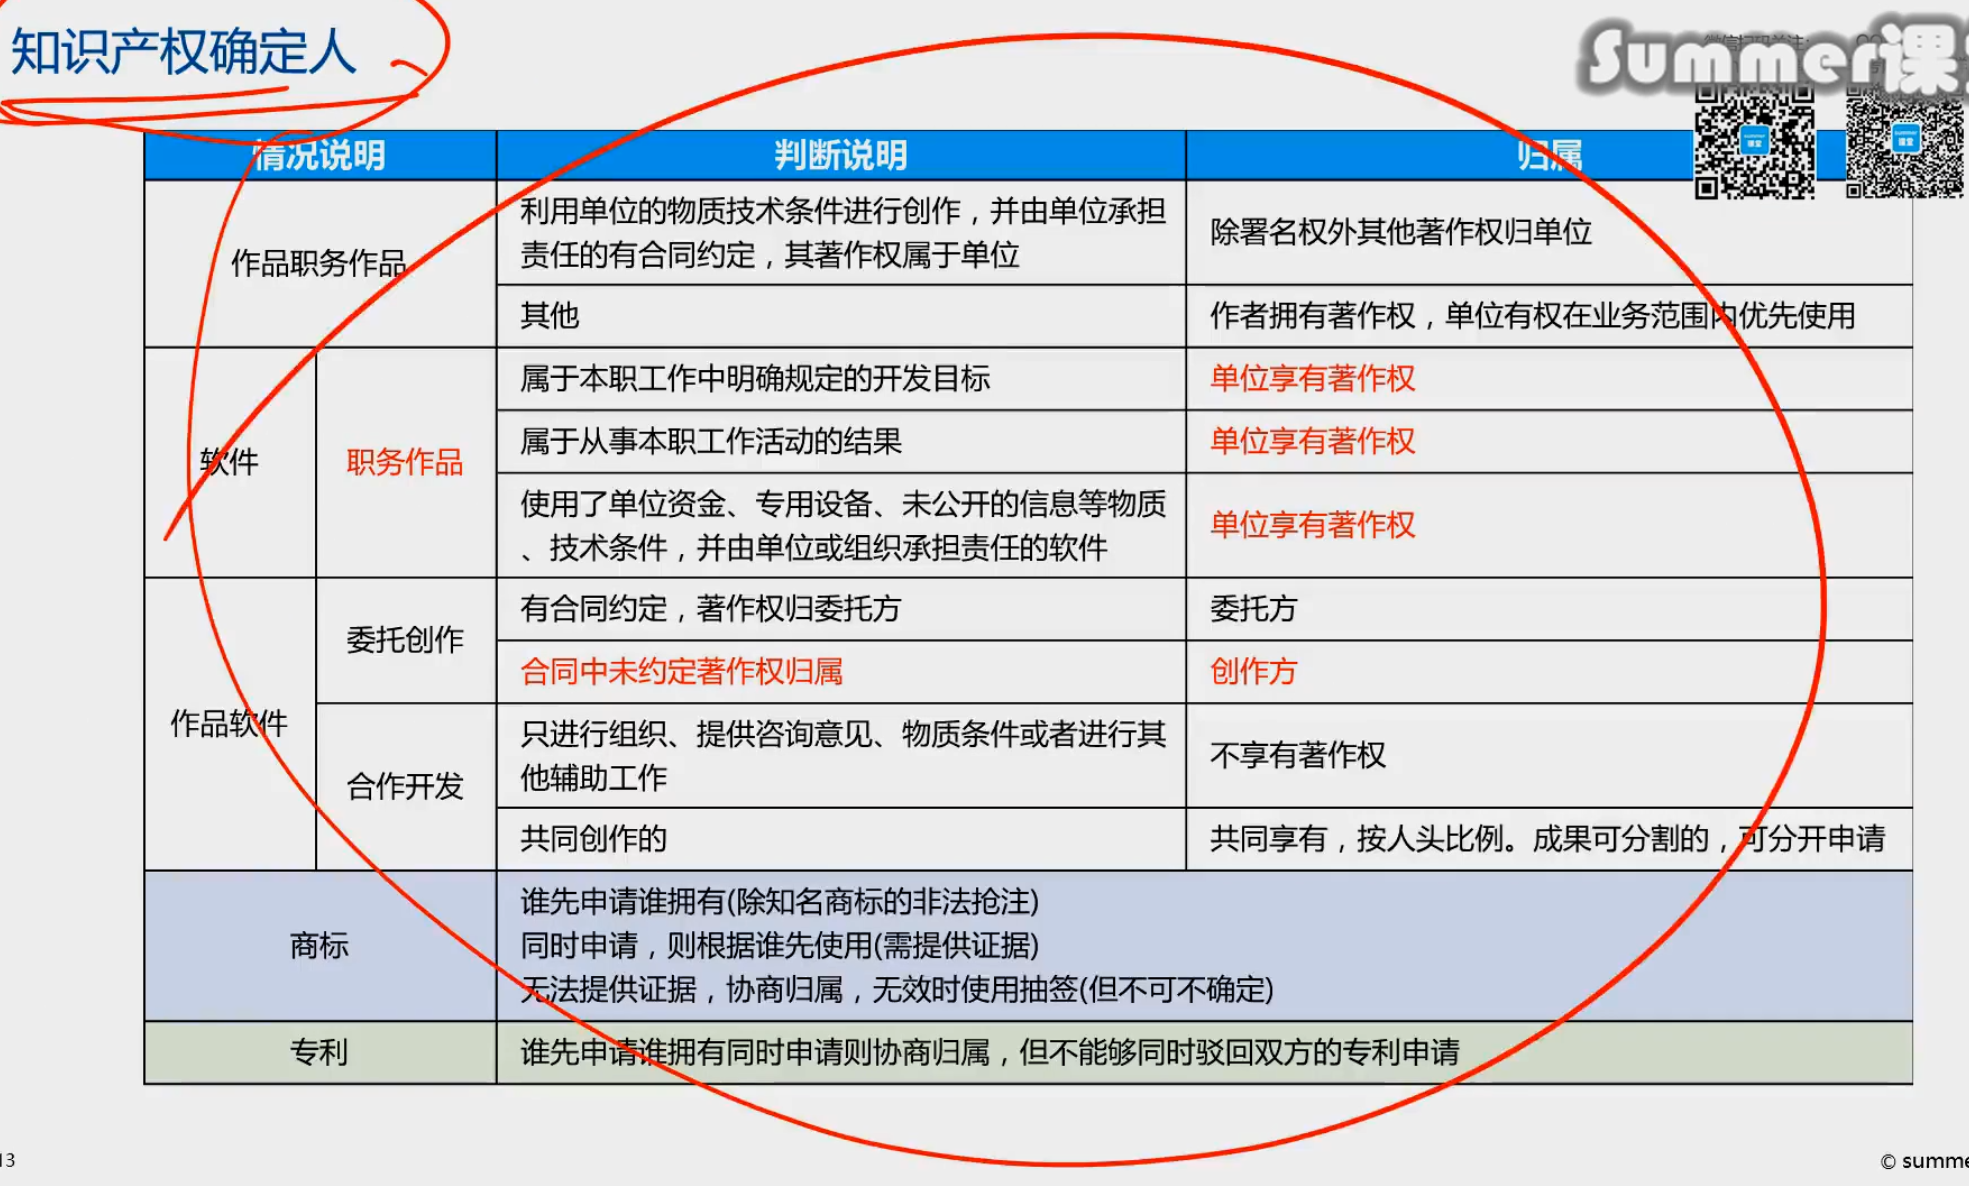 知识产权确定人
Summer课
情况说明
判断说明
归属
作品职务作品
利用单位的物质技术条件进行创作，并由单位承担
责任的有合同约定，其著作权属于单位
除署名权外其他著作权归单位
其他
作者拥有著作权，单位有权在业务范围内优先使用
软件
职务作品
属于本职工作中明确规定的开发目标
单位享有著作权
属于从事本职工作活动的结果
单位享有著作权
使用了单位资金、专用设备、未公开的信息等物质
、技术条件，并由单位或组织承担责任的软件
单位享有著作权
作品软件
委托创作
有合同约定，著作权归委托方
委托方
合同中未约定著作权归属
创作方
合作开发
只进行组织、提供咨询意见、物质条件或者进行其
他辅助工作
不享有著作权
共同创作的
共同享有，按人头比例。成果可分割的，可分开申请
商标
谁先申请谁拥有(除知名商标的非法抢注)
同时申请，则根据谁先使用(需提供证据)
无法提供证据，协商归属，无效时使用抽签(但不可不确定)
专利
谁先申请谁拥有同时申请则协商归属，但不能够同时驳回双方的专利申请
13
© summe